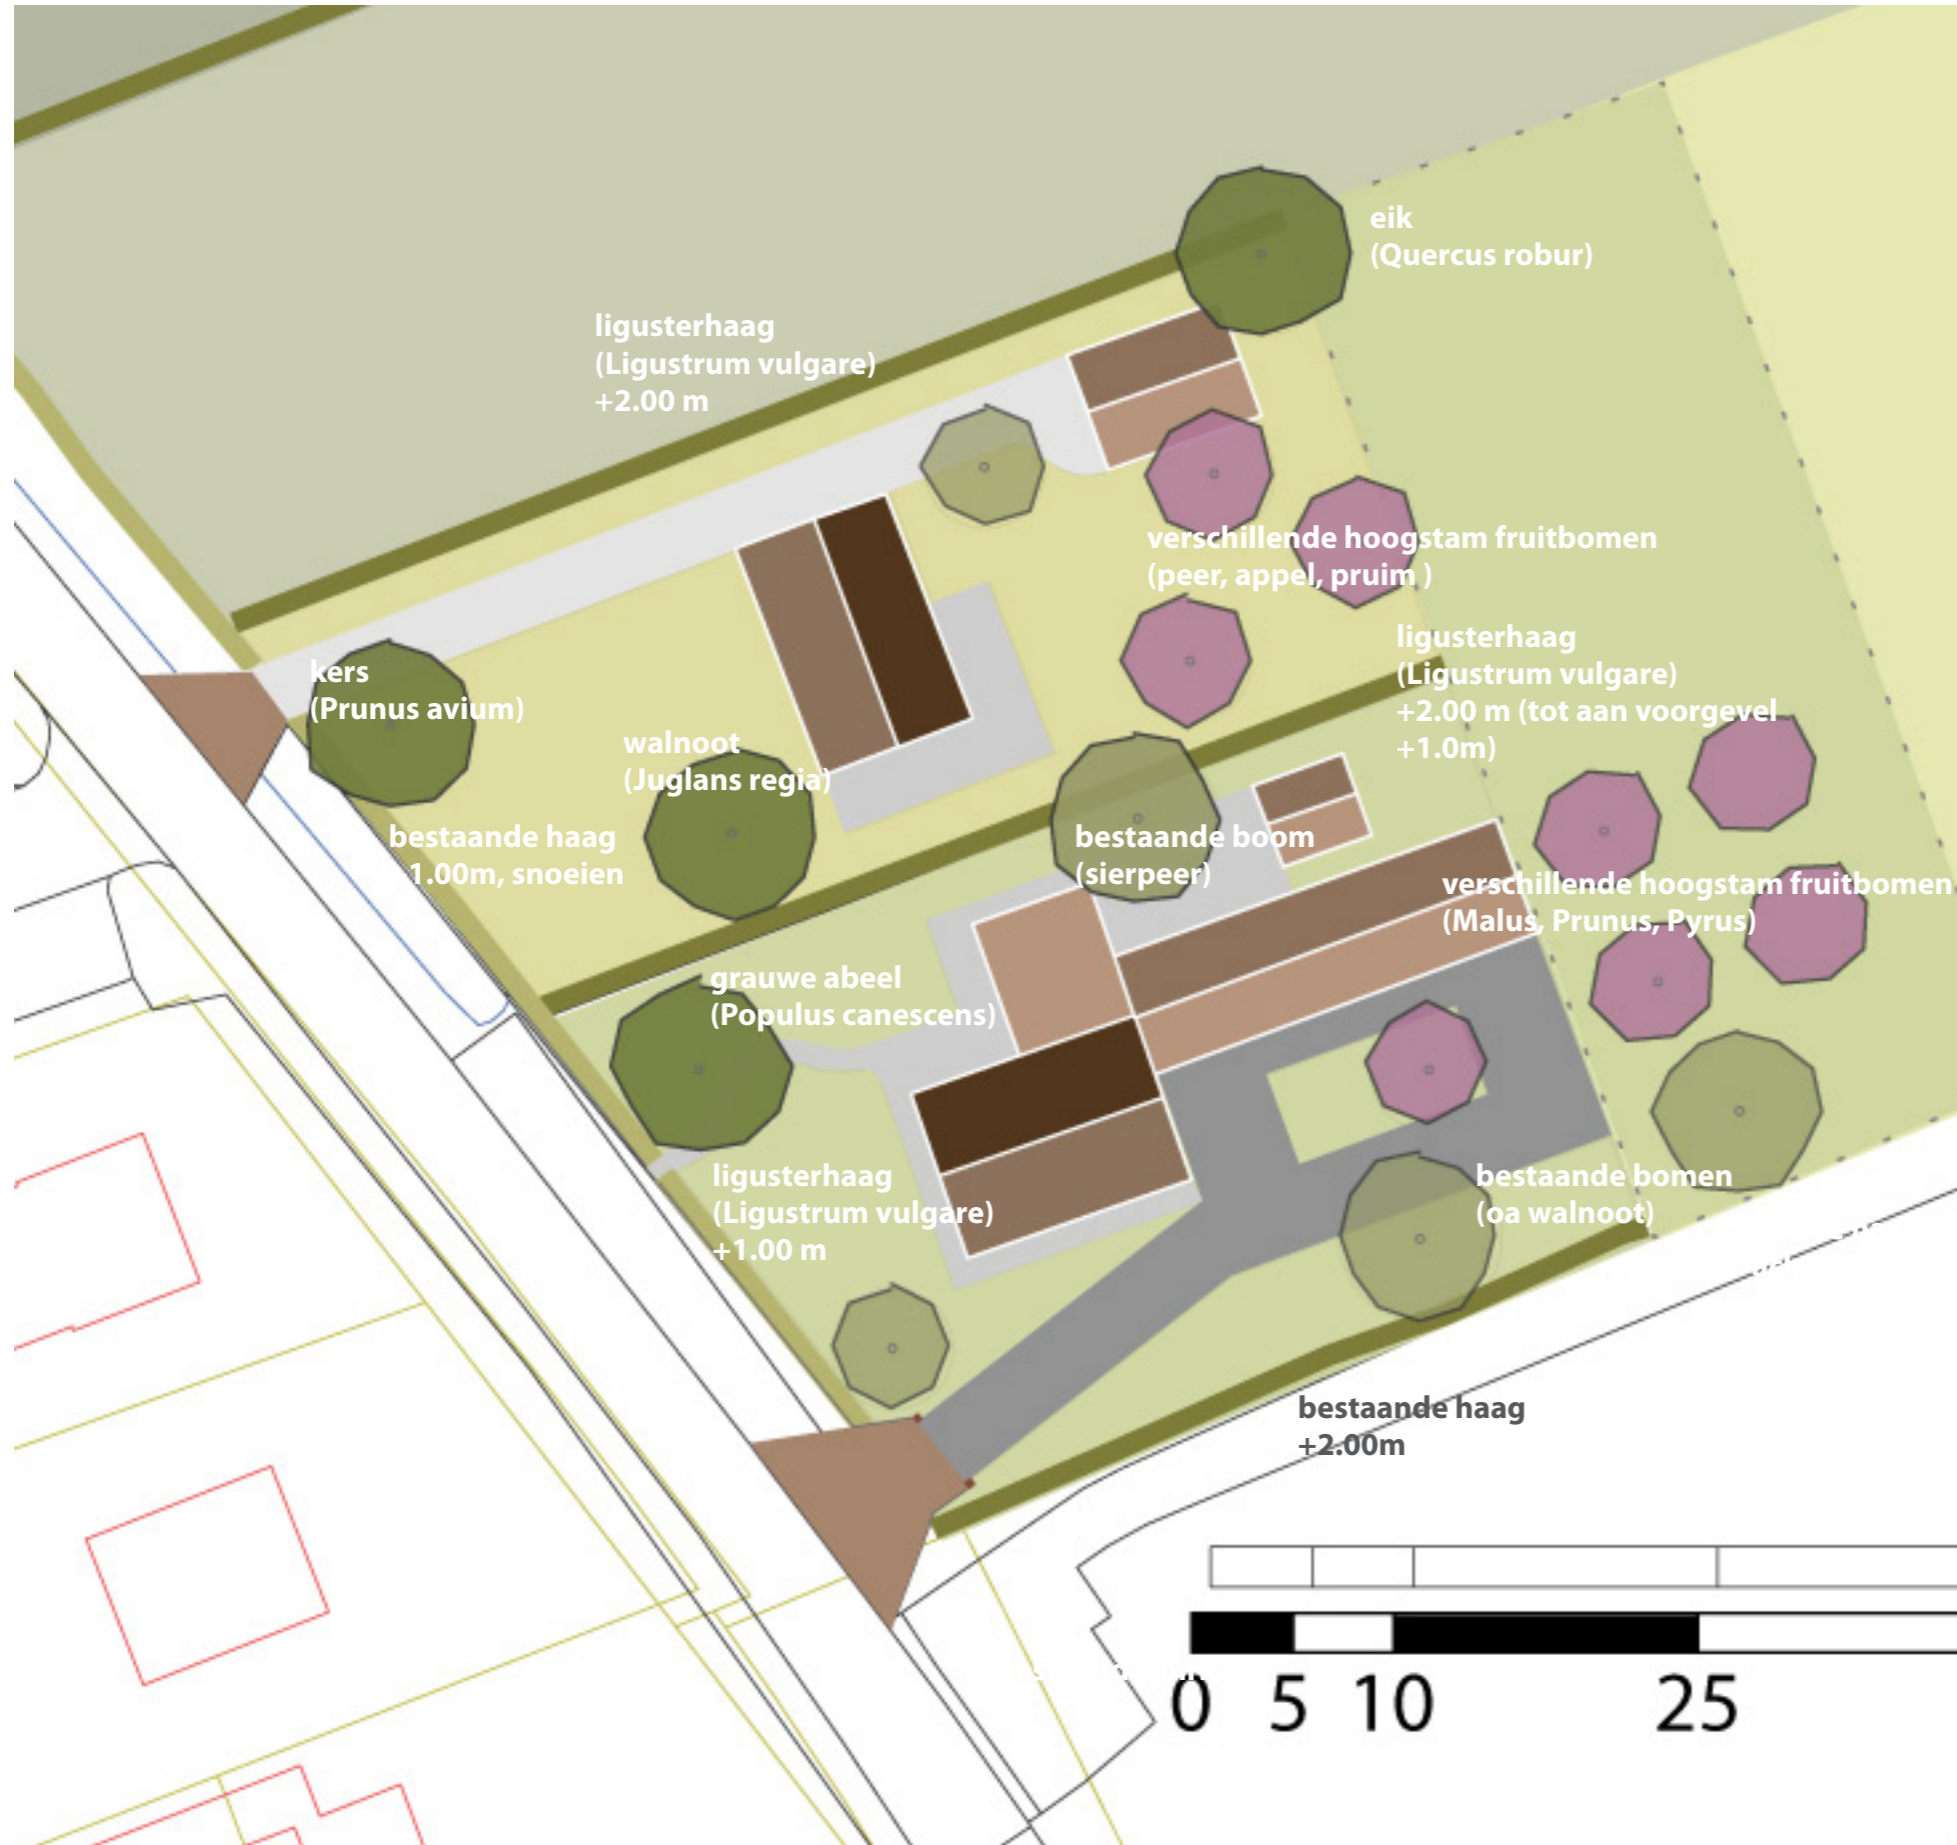 eik
(Quercus robur)
ligusterhaag
(Ligustrum vulgare)
+2.00 m
verschillende hoogstam fruitbomen
(peer, appel, pruim )
ligusterhaag
(Ligustrum vulgare)
+2.00 m (tot aan voorgevel
+1.0m)
kers
(Prunus avium)
walnoot
(Juglans regia)
bestaande haag
1.00m, snoeien
bestaande boom
(sierpeer)
verschillende hoogstam fruitbomen
(Malus, Prunus, Pyrus)
grauwe abeel
(Populus canescens)
ligusterhaag
(Ligustrum vulgare)
+1.00 m
bestaande bomen
(oa walnoot)
bestaande haag
+2.00m
0 5 10 25